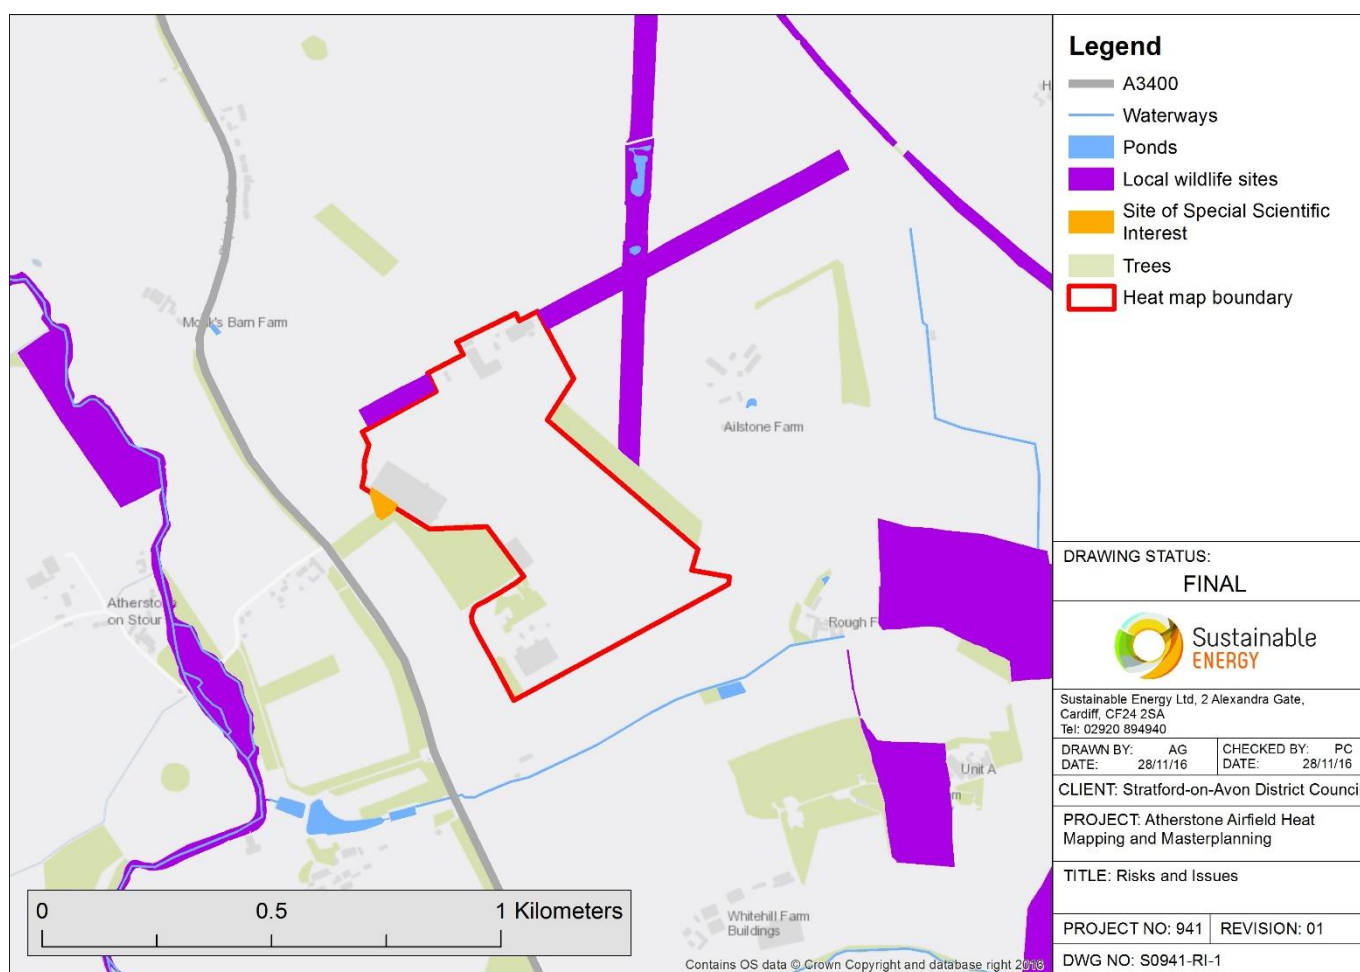 Legend
A3400
Waterways
Ponds
Local wildlife sites
Site of Special Scientific
Interest
Trees
Heat map boundary
H
Monk's Barn Farm
Ailstone Farm
Atherstone
on Stour
Rough F
Unit A
m
Whitehill Farm
Buildings
0
0.5
1 Kilometers
Contains OS data © Crown Copyright and database right 2016
DRAWING STATUS:
FINAL
Sustainable
ENERGY
Sustainable Energy Ltd, 2 Alexandra Gate,
Cardiff, CF24 2SA
Tel: 02920 894940
DRAWN BY: AG
DATE: 28/11/16
CHECKED BY: PC
DATE: 28/11/16
CLIENT: Stratford-on-Avon District Council
PROJECT: Atherstone Airfield Heat
Mapping and Masterplanning
TITLE: Risks and Issues
PROJECT NO: 941
REVISION: 01
DWG NO: S0941-RI-1